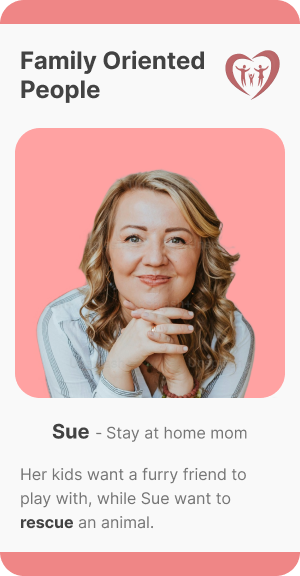 Family Oriented
People
Sue - Stay at home mom
Her kids want a furry friend to
play with, while Sue want to
rescue an animal.